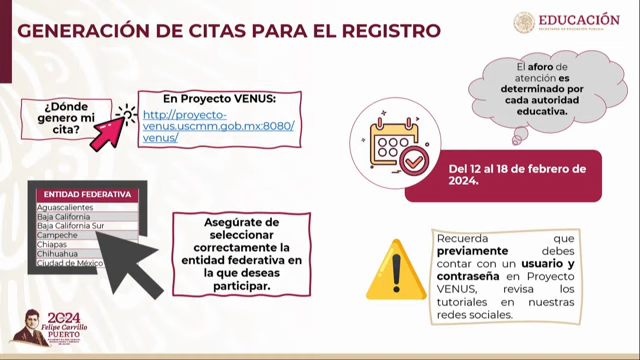 GENERACIÓN DE CITAS PARA EL REGISTRO
EDUCACIÓN
SECRETARÍA DE EDUCACIÓN PÚBLICA
¿Dónde
genero mi
cita?
En Proyecto VENUS:
http://proyecto-
venus.uscmm.gob.mx:8080/
venus/
El aforo de
atención es
determinado por
cada autoridad
educativa.
Del 12 al 18 de febrero de
2024.
ENTIDAD FEDERATIVA
Aguascalientes
Baja California
Baja California Sur
Campeche
Chiapas
Chihuahua
Ciudad de México
Asegúrate de
seleccionar
correctamente la
entidad federativa en
la que deseas
participar.
Recuerda que
previamente debes
contar con un usuario y
contraseña en Proyecto
VENUS, revisa los
tutoriales en nuestras
redes sociales.
2024
Felipe Carrillo
PUERTO